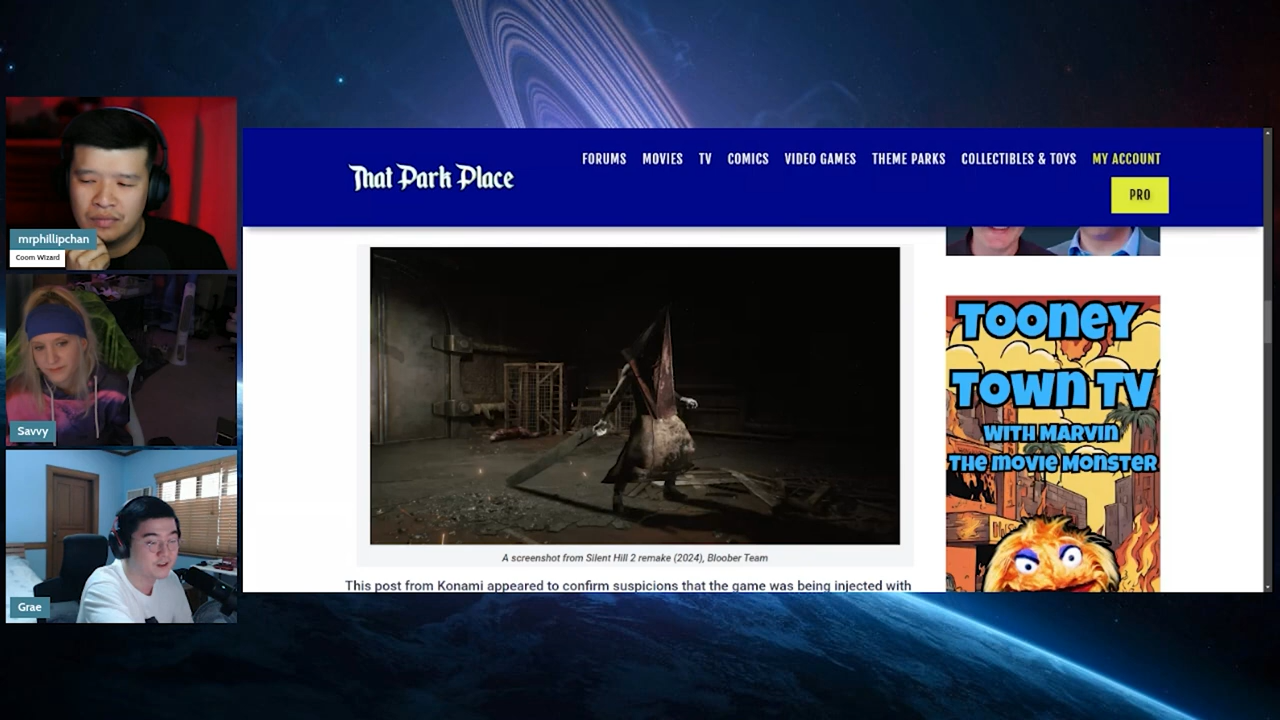 mrphillipchan
Coom Wizard
Savvy
Grae
That Park Place
FORUMS MOVIES TV COMICS VIDEO GAMES THEME PARKS COLLECTIBLES & TOYS MY ACCOUNT
PRO
A screenshot from Silent Hill 2 remake (2024), Bloober Team
This post from Konami appeared to confirm suspicions that the game was being injected with
TOONEY
TOWN TV
WITH MARVIN
THE MOVIE MONSTER